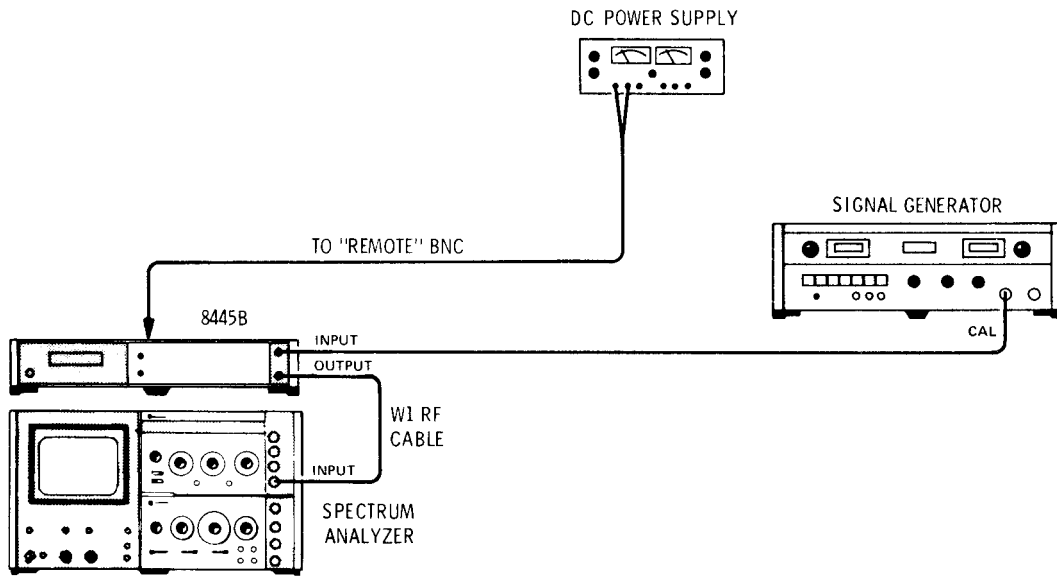 DC POWER SUPPLY
SIGNAL GENERATOR
TO "REMOTE" BNC
8445B
INPUT
CAL
OUTPUT
W1 RF
CABLE
INPUT
SPECTRUM
ANALYZER